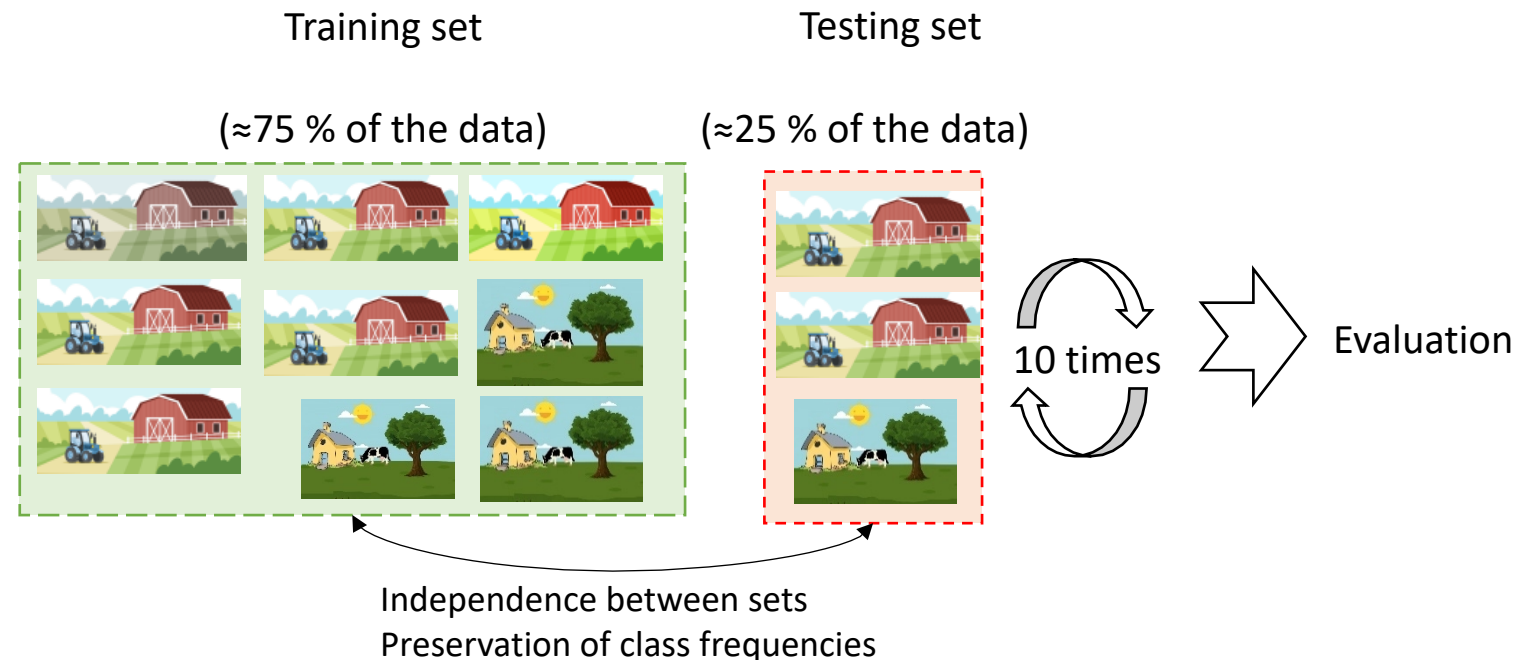 Training set
Testing set
(≈75 % of the data)
(≈25 % of the data)
10 times
Evaluation
Independence between sets
Preservation of class frequencies